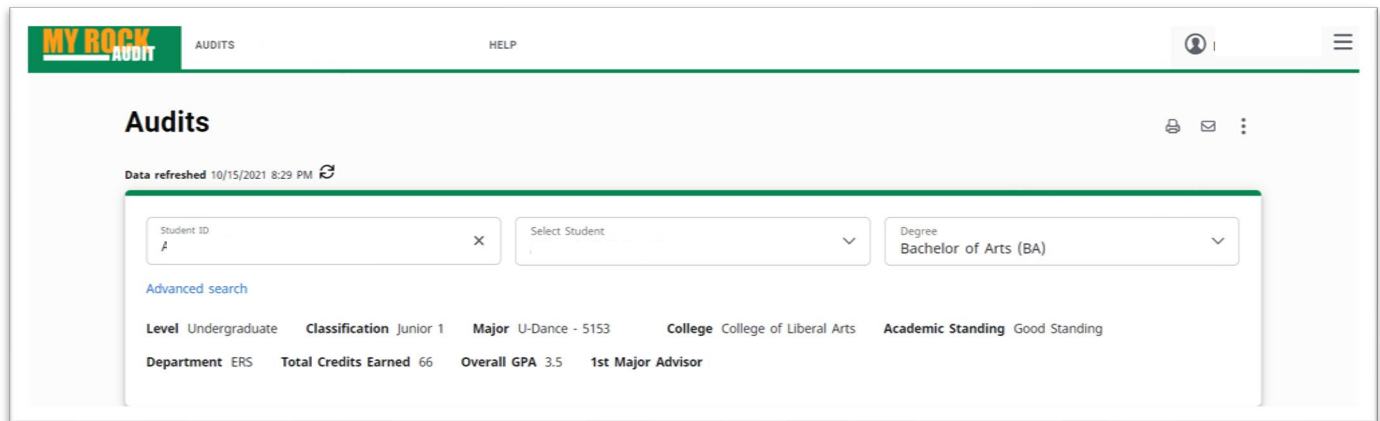 MY ROCK AUDIT
AUDITS HELP
Audits
Data refreshed 10/15/2021 8:29 PM
Student ID
A
Select Student
Degree
Bachelor of Arts (BA)
Advanced search
Level Undergraduate Classification Junior 1 Major U-Dance - 5153 College College of Liberal Arts Academic Standing Good Standing
Department ERS Total Credits Earned 66 Overall GPA 3.5 1st Major Advisor